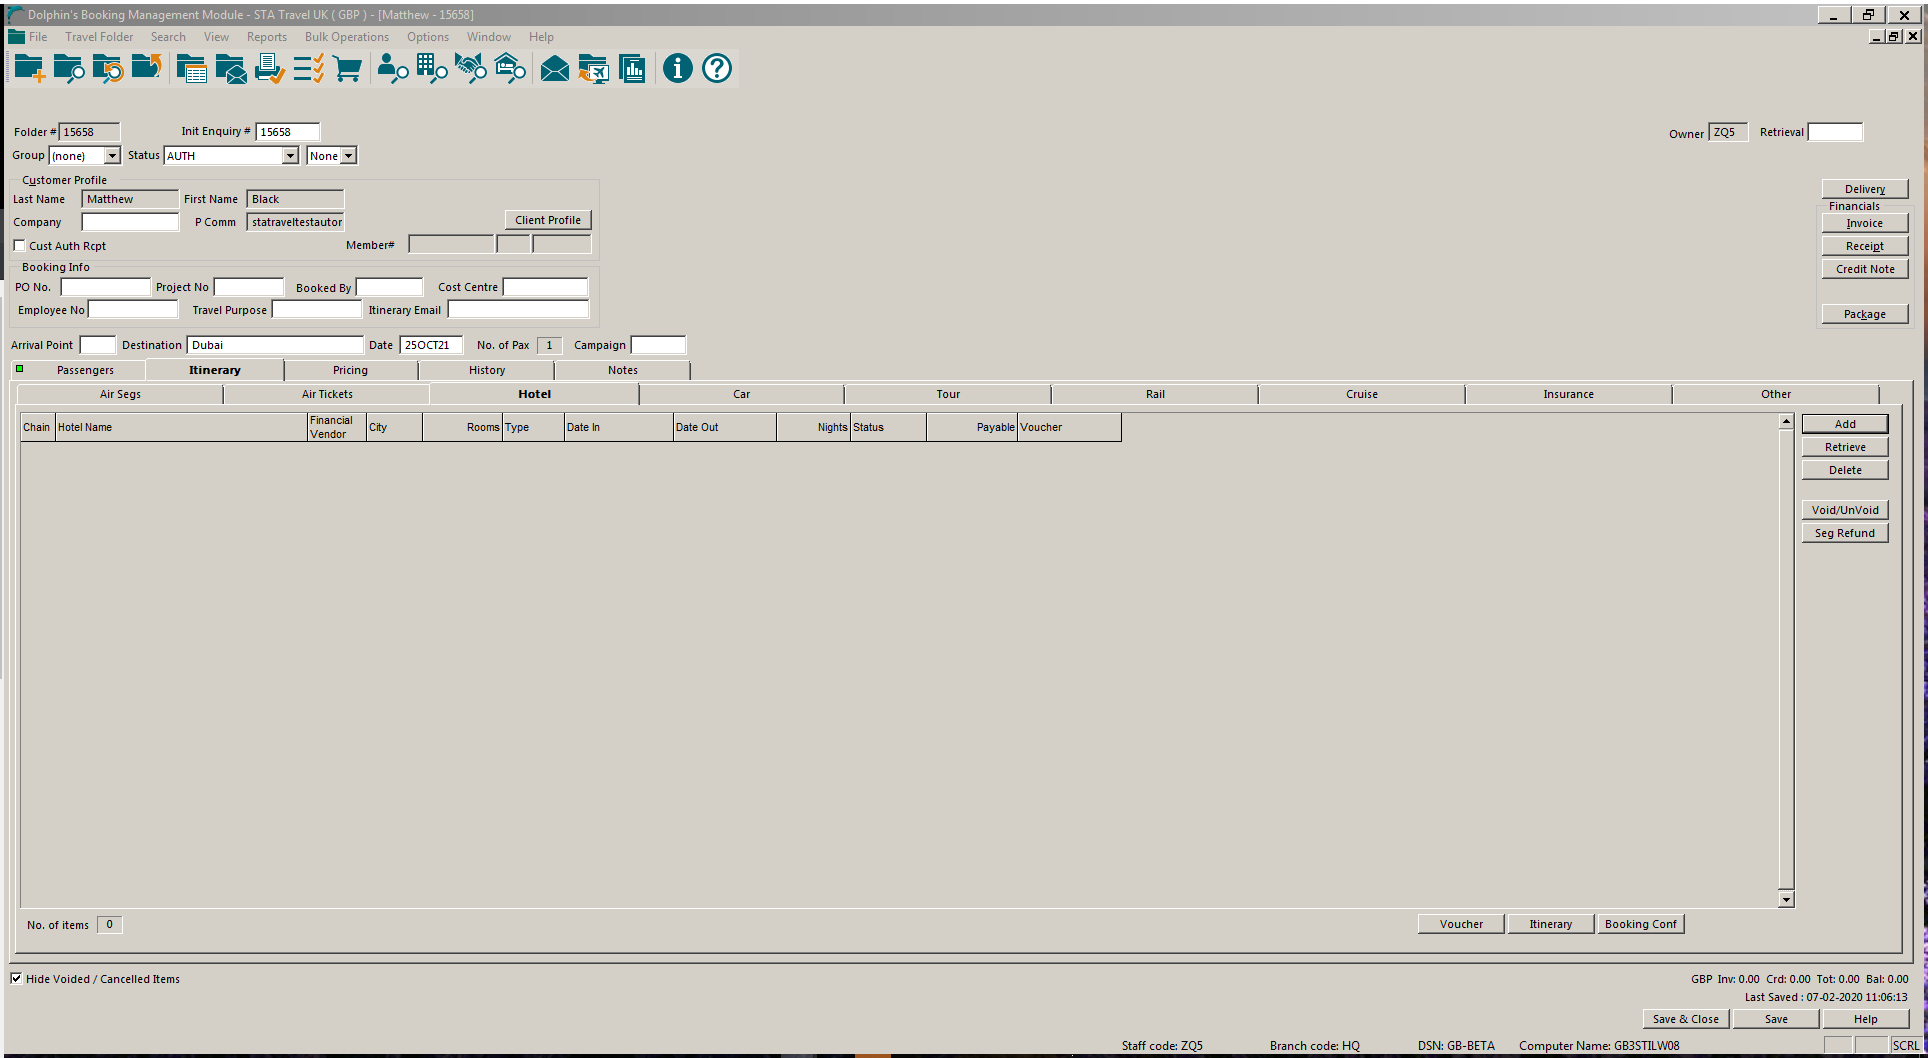 Dolphin's Booking Management Module - STA Travel UK ( GBP ) - [Matthew - 15658]
File Travel Folder Search View Reports Bulk Operations Options Window Help
Folder # 15658 Init Enquiry # 15658 Owner ZQ5 Retrieval
Group (none) Status AUTH None
Customer Profile
Last Name Matthew First Name Black Delivery
Company P Comm statraveltestautor Client Profile Financials
Invoice
Cust Auth Rcpt Member# Receipt
Booking Info Credit Note
PO No. Project No Booked By Cost Centre
Employee No Travel Purpose Itinerary Email Package
Arrival Point Destination Dubai Date 25OCT21 No. of Pax 1 Campaign
Passengers Itinerary Pricing History Notes
Air Segs Air Tickets Hotel Car Tour Rail Cruise Insurance Other
Chain Hotel Name Financial Vendor City Rooms Type Date In Date Out Nights Status Payable Voucher Add
Retrieve
Delete
Void/UnVoid
Seg Refund
No. of items 0 Voucher Itinerary Booking Conf
Hide Voided / Cancelled Items GBP Inv: 0.00 Crd: 0.00 Tot: 0.00 Bal: 0.00
Last Saved : 07-02-2020 11:06:13
Save & Close Save Help
Staff code: ZQ5 Branch code: HQ DSN: GB-BETA Computer Name: GB3STILW08 SCRL